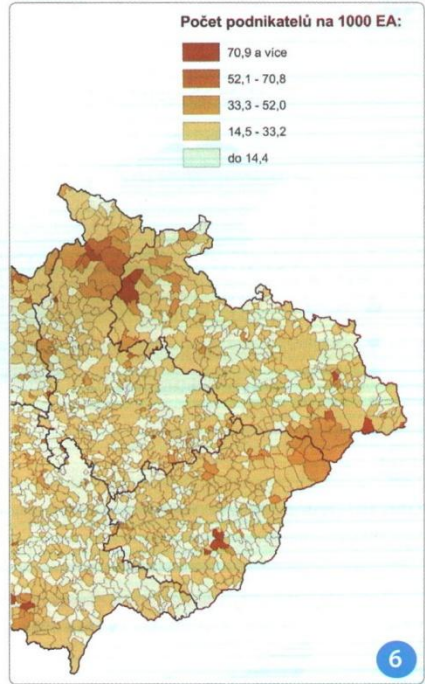 Počet podnikatelů na 1000 EA:
70,9 a více
52,1 - 70,8
33,3 - 52,0
14,5 - 33,2
do 14,4
6